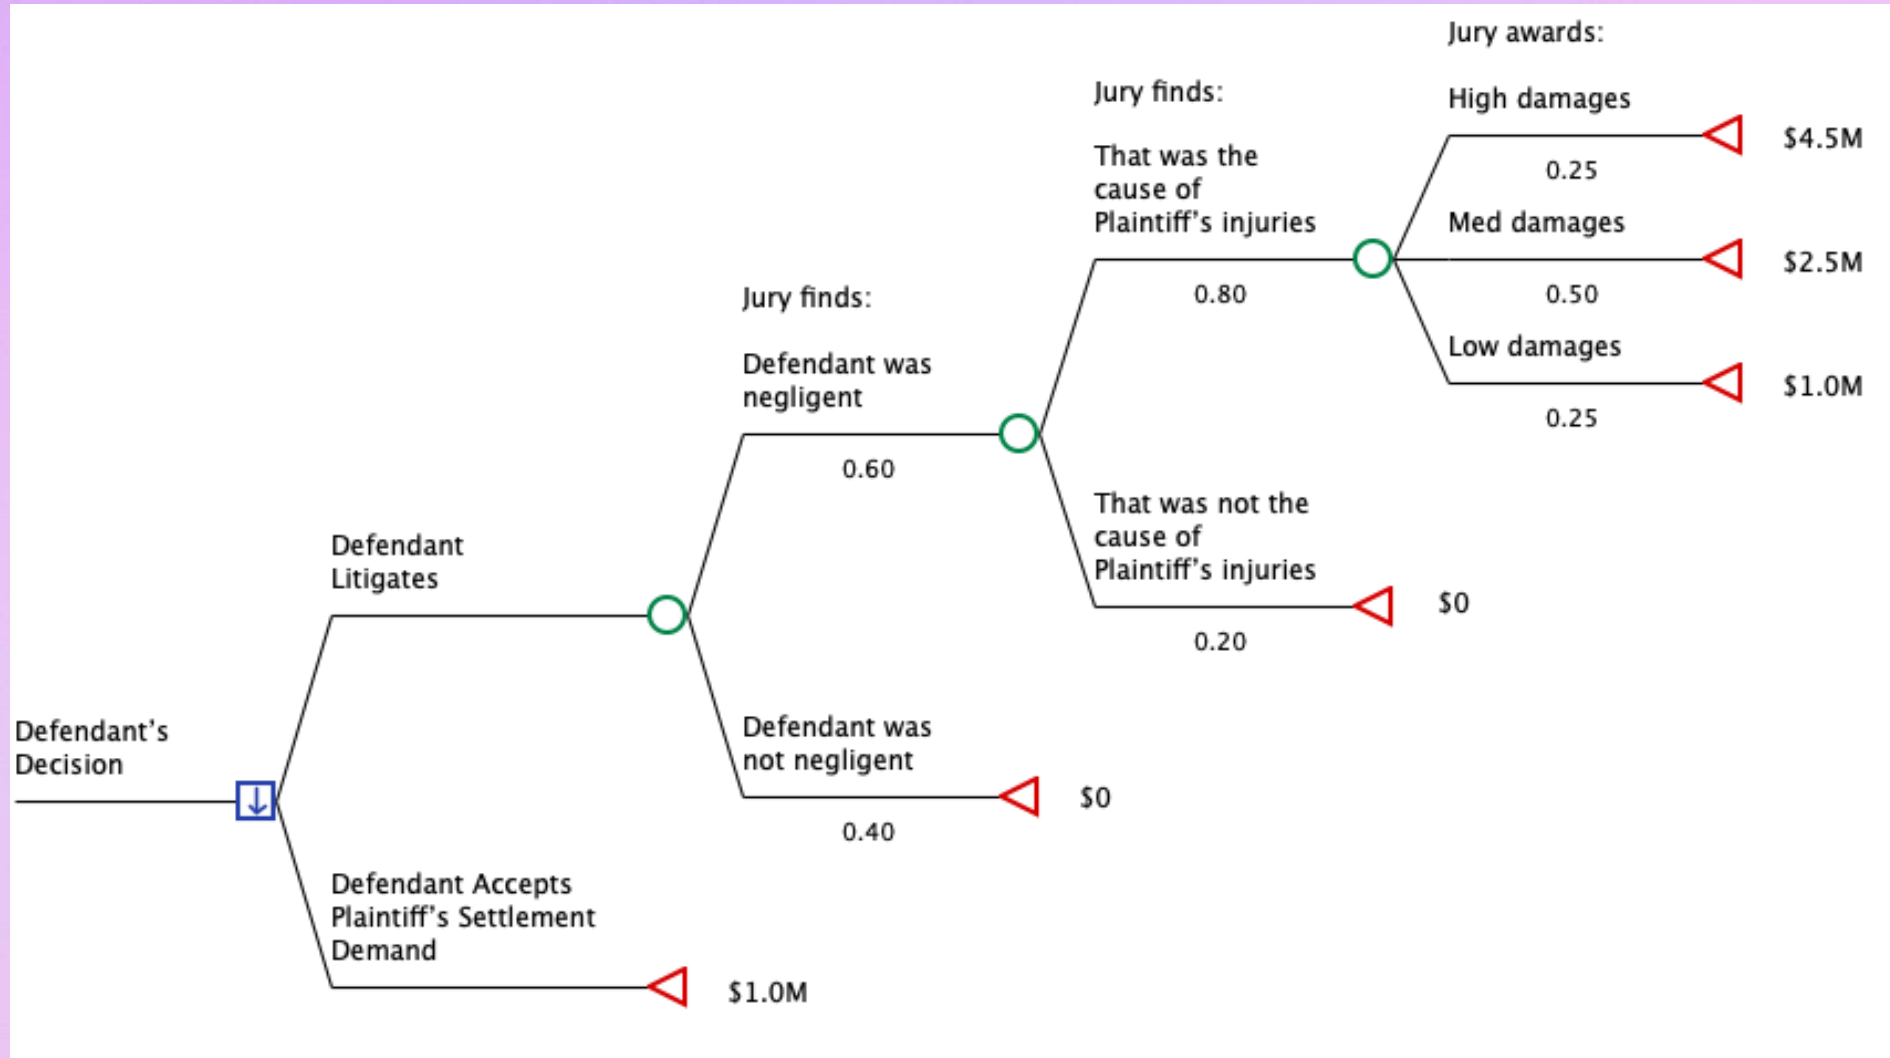 Jury awards:
High damages
$4.5M
0.25
Med damages
$2.5M
0.50
Low damages
$1.0M
0.25
Jury finds:
That was the
cause of
Plaintiff's injuries
0.80
That was not the
cause of
Plaintiff's injuries
$0
0.20
Jury finds:
Defendant was
negligent
0.60
Defendant was
not negligent
$0
0.40
Defendant
Litigates
Defendant's
Decision
Defendant Accepts
Plaintiff's Settlement
Demand
$1.0M